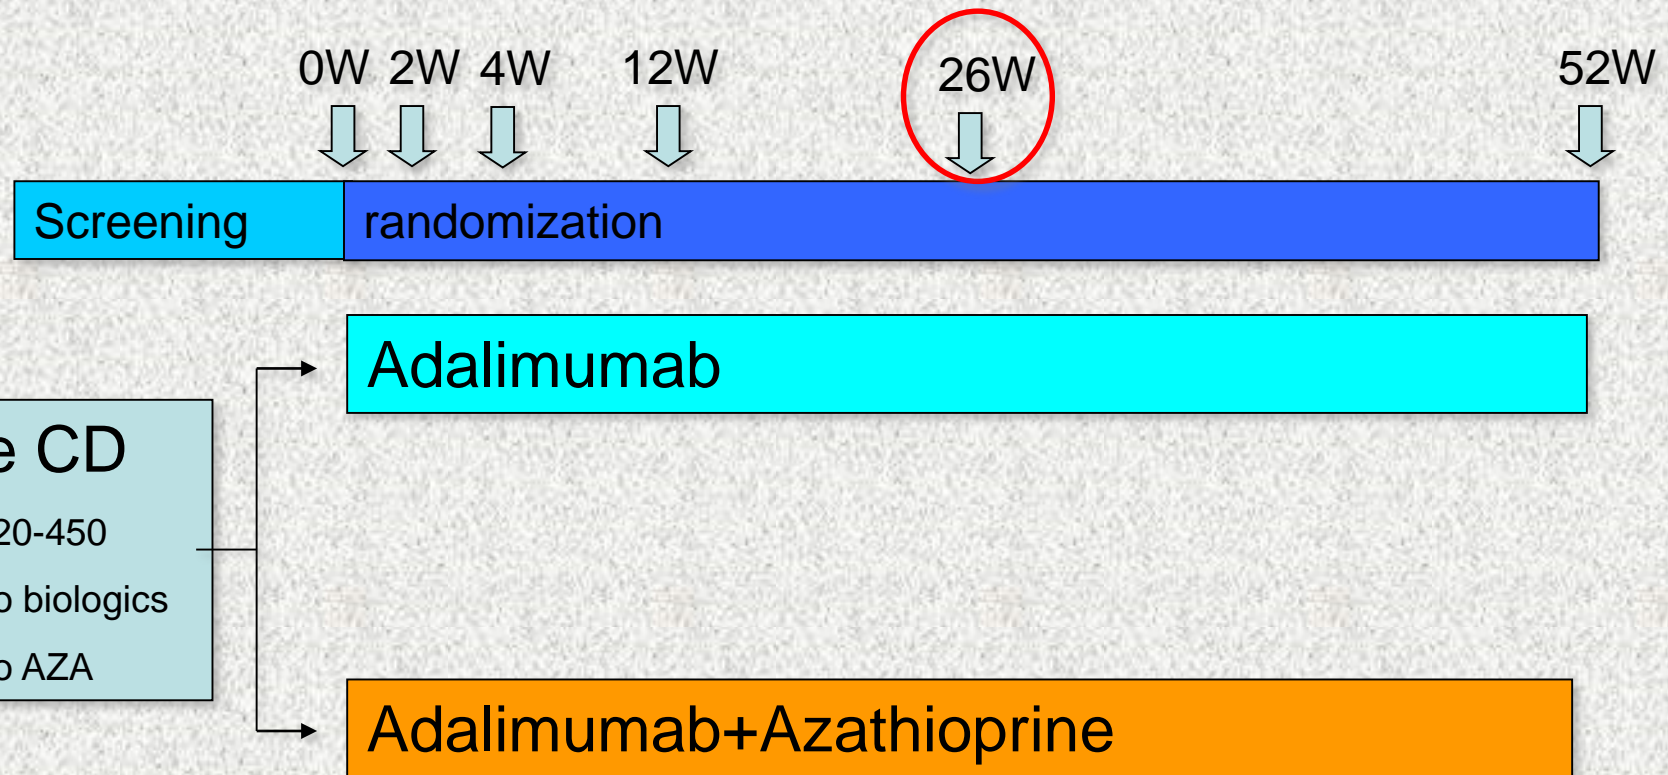 0W 2W 4W 12W 26W 52W
Screening randomization
Adalimumab
e CD
20-450
o biologics
o AZA
Adalimumab+Azathioprine